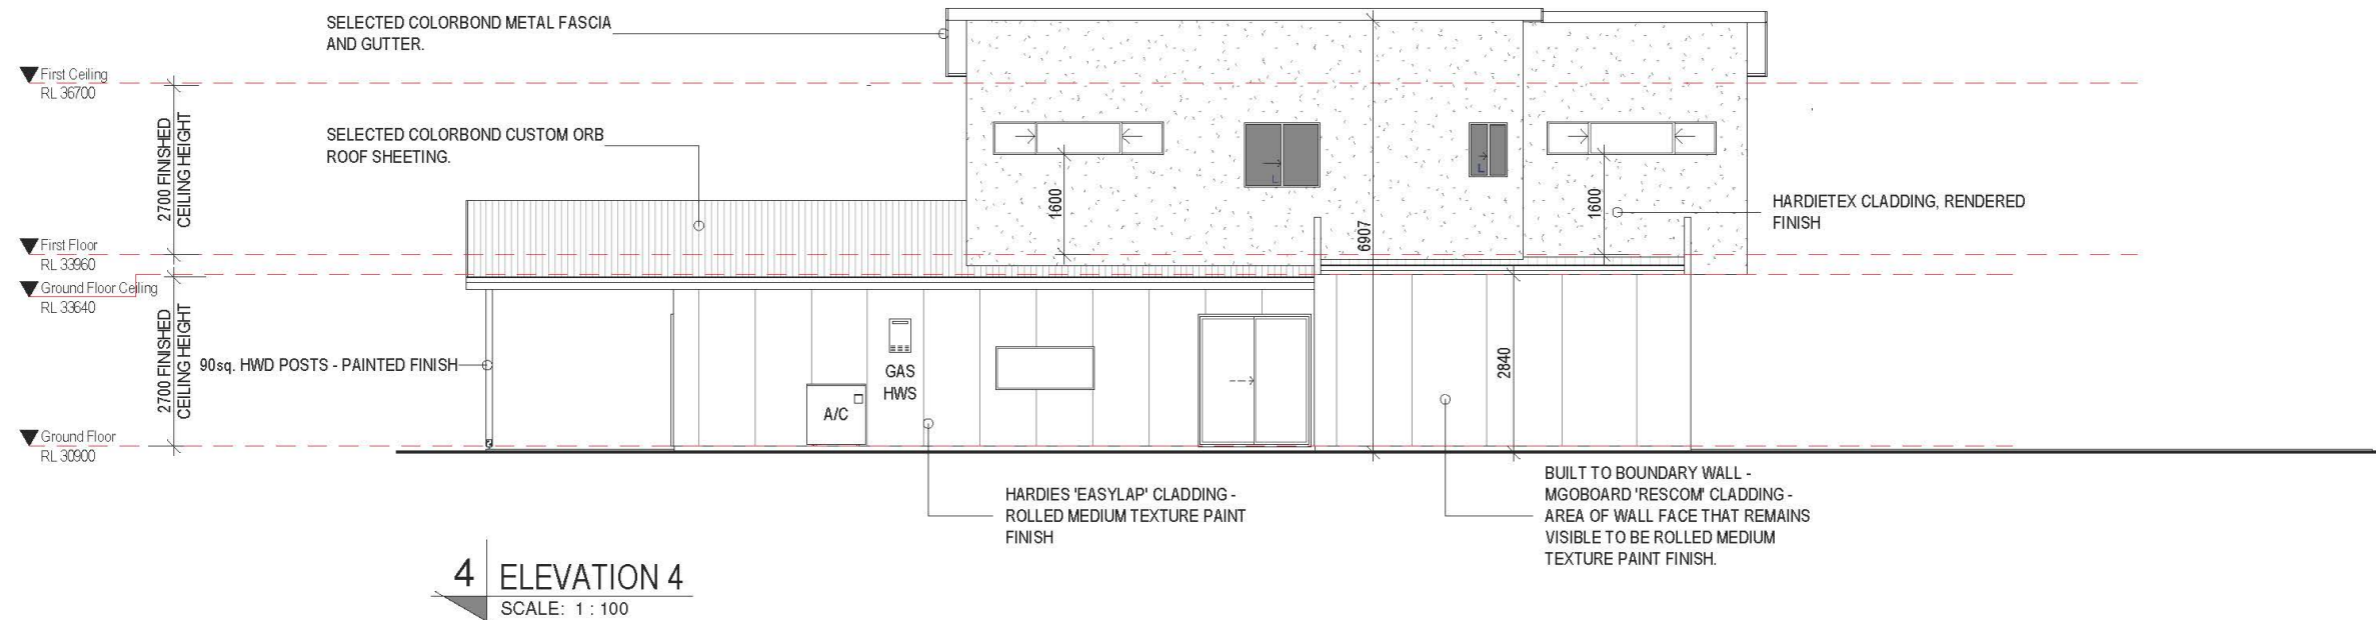 SELECTED COLORBOND METAL FASCIA
AND GUTTER.
First Ceiling
RL 36700
2700 FINISHED
CEILING HEIGHT
SELECTED COLORBOND CUSTOM ORB
ROOF SHEETING.
L
L
1600
6907
1600
HARDIETEX CLADDING, RENDERED
FINISH
First Floor
RL 33960
Ground Floor Ceiling
RL 33640
2700 FINISHED
CEILING HEIGHT
90sq. HWD POSTS - PAINTED FINISH
GAS
HWS
A/C
2840
Ground Floor
RL 30900
HARDIES 'EASYLAP' CLADDING -
ROLLED MEDIUM TEXTURE PAINT
FINISH
BUILT TO BOUNDARY WALL -
MGOBOARD 'RESCOM' CLADDING -
AREA OF WALL FACE THAT REMAINS
VISIBLE TO BE ROLLED MEDIUM
TEXTURE PAINT FINISH.
4 ELEVATION 4
SCALE: 1 : 100